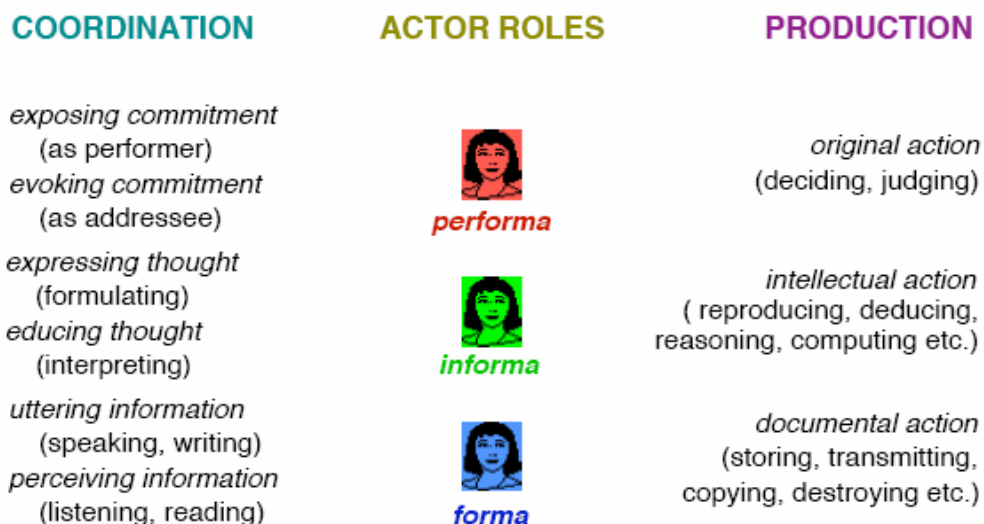 COORDINATION ACTOR ROLES PRODUCTION
exposing commitment
(as performer)
evoking commitment
(as addressee)
performa
original action
(deciding, judging)
expressing thought
(formulating)
educing thought
(interpreting)
informa
intellectual action
( reproducing, deducing,
reasoning, computing etc.)
uttering information
(speaking, writing)
perceiving information
(listening, reading)
forma
documental action
(storing, transmitting,
copying, destroying etc.)